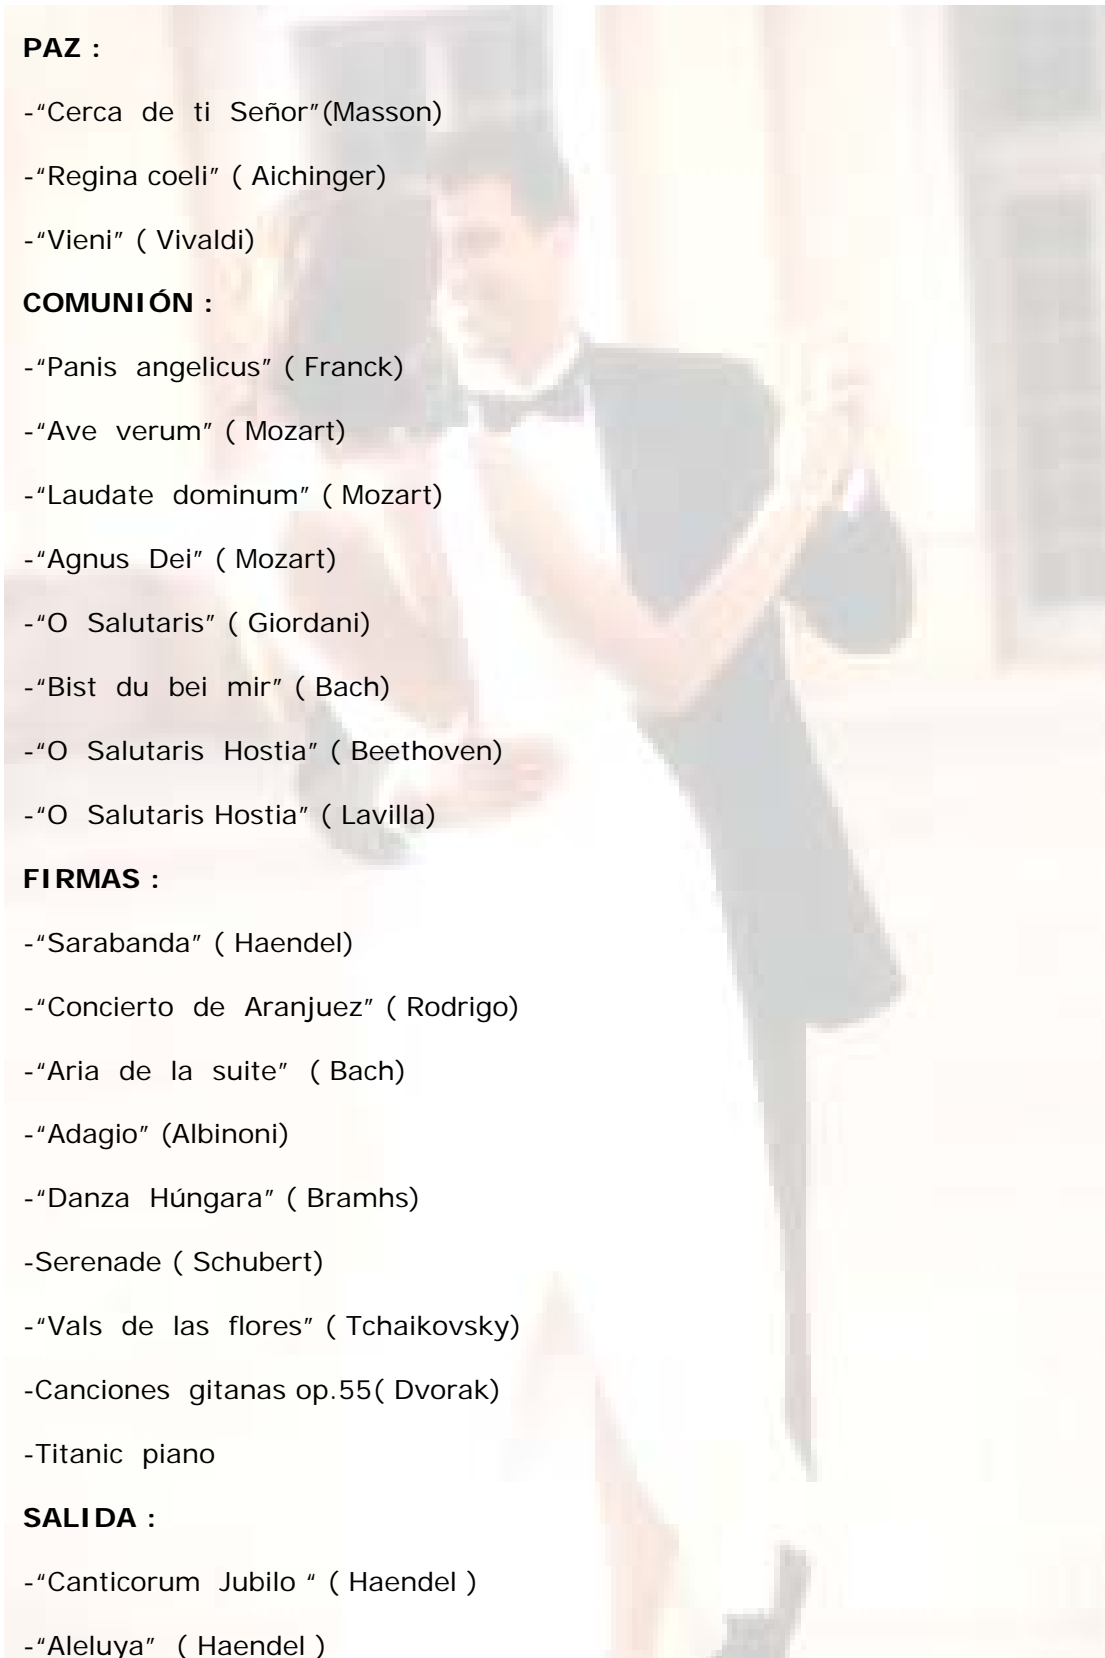 PAZ :
-"Cerca de ti Señor"(Masson)
-"Regina coeli" ( Aichinger)
-"Vieni" ( Vivaldi)
COMUNIÓN :
-"Panis angelicus" ( Franck)
-"Ave verum" ( Mozart)
-"Laudate dominum" ( Mozart)
-"Agnus Dei" ( Mozart)
-"O Salutaris" ( Giordani)
-"Bist du bei mir" ( Bach)
-"O Salutaris Hostia" ( Beethoven)
-"O Salutaris Hostia" ( Lavilla)
FIRMAS :
-"Sarabanda" ( Haendel)
-"Concierto de Aranjuez" ( Rodrigo)
-"Aria de la suite" ( Bach)
-"Adagio" (Albinoni)
-"Danza Húngara" ( Bramhs)
-Serenade ( Schubert)
-"Vals de las flores" ( Tchaikovsky)
-Canciones gitanas op.55( Dvorak)
-Titanic piano
SALIDA :
-"Canticorum Jubilo " ( Haendel )
-"Aleluya" ( Haendel )